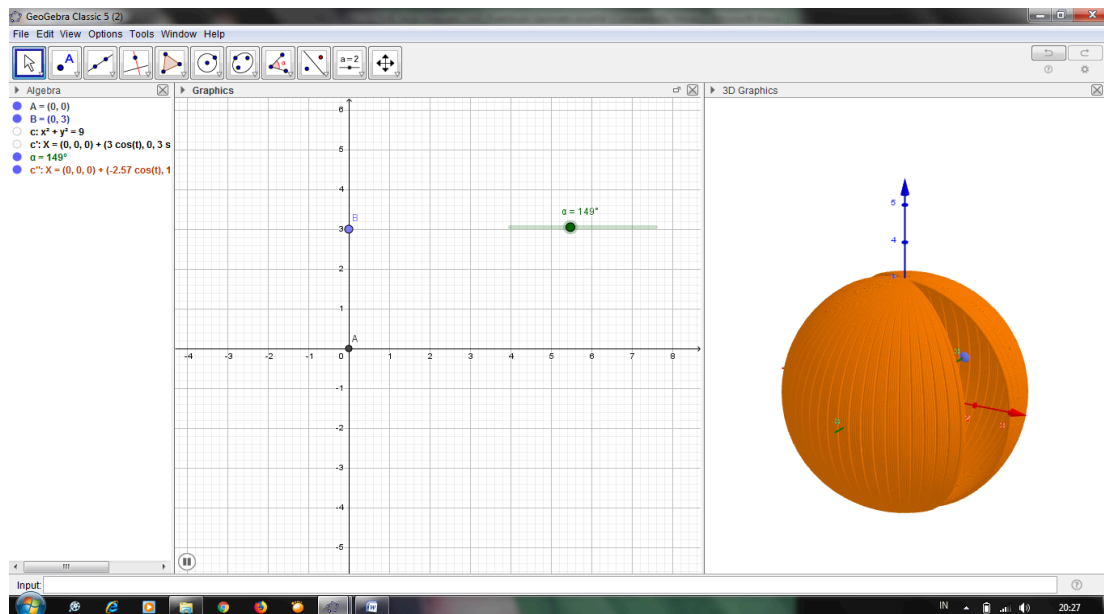 GeoGebra Classic 5 (2)
File Edit View Options Tools Window Help
A
α
a=2
Algebra
Graphics
3D Graphics
A = (0, 0)
B = (0, 3)
c: x² + y² = 9
c': X = (0, 0, 0) + (3 cos(t), 0, 3 s
α = 149°
c'': X = (0, 0, 0) + (-2.57 cos(t), 1
6
5
4
3
2
1
0
-1
-2
-3
-4
-5
-4 -3 -2 -1 1 2 3 4 5 6 7 8
B
A
α = 149°
5
4
Input:
IN
20:27